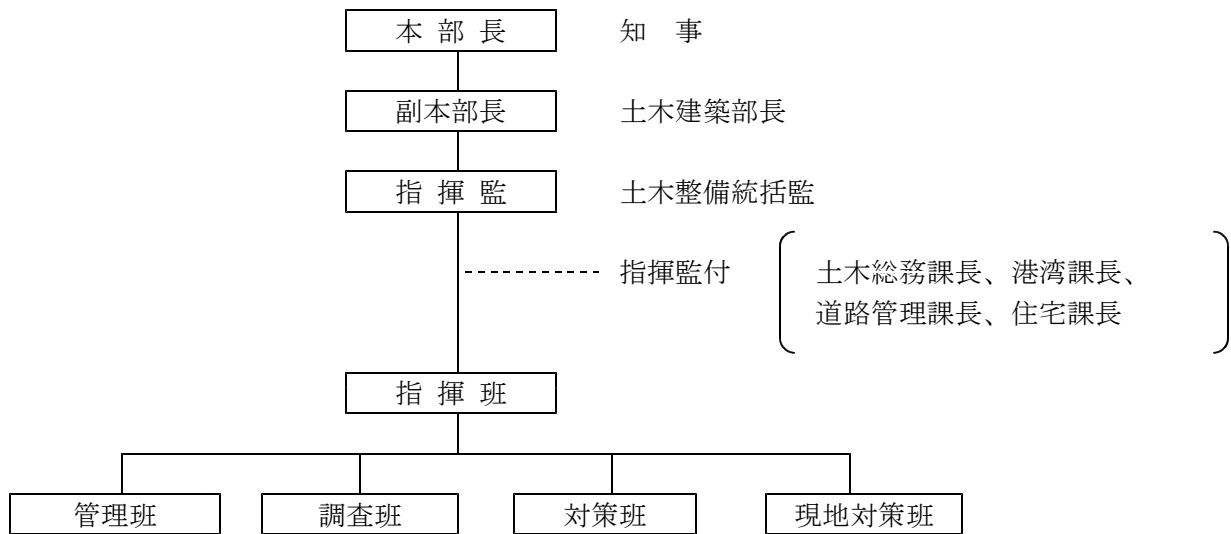 本部長 知事
副本部長 土木建築部長
指揮監 土木整備統括監
指揮監付 土木総務課長、港湾課長、
道路管理課長、住宅課長
指揮班
管理班 調査班 対策班 現地対策班